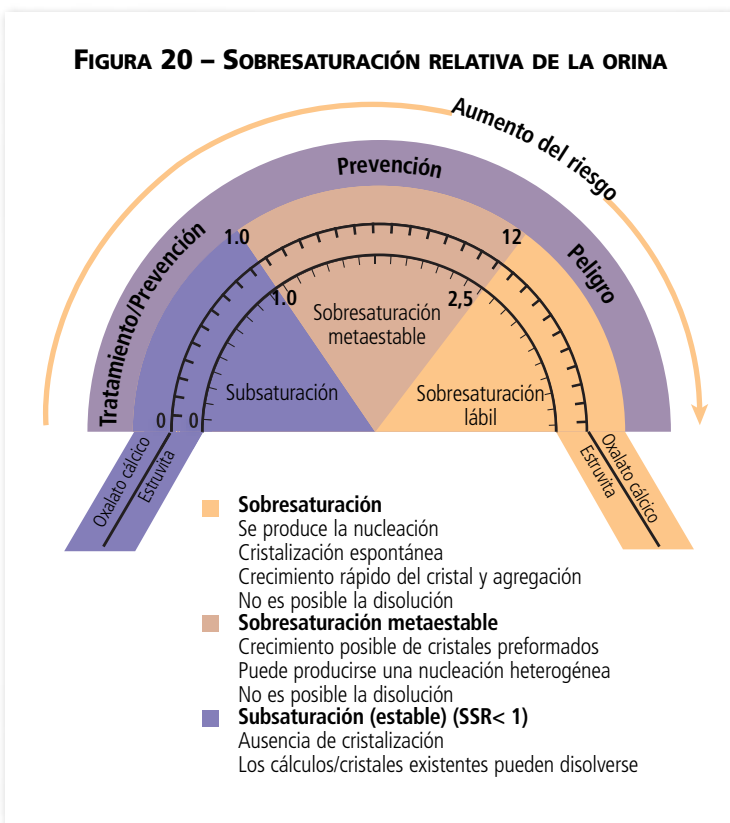 FIGURA 20 – SOBRESATURACIÓN RELATIVA DE LA ORINA
Aumento del riesgo
Prevención
Tratamiento/Prevención
Peligro
1.0
12
1.0
2,5
Sobresaturación
metaestable
Subsaturación
Sobresaturación
lábil
0
0
Oxalato cálcico
Estruvita
Oxalato cálcico
Estruvita
Sobresaturación
Se produce la nucleación
Cristalización espontánea
Crecimiento rápido del cristal y agregación
No es posible la disolución
Sobresaturación metaestable
Crecimiento posible de cristales preformados
Puede producirse una nucleación heterogénea
No es posible la disolución
Subsaturación (estable) (SSR< 1)
Ausencia de cristalización
Los cálculos/cristales existentes pueden disolverse